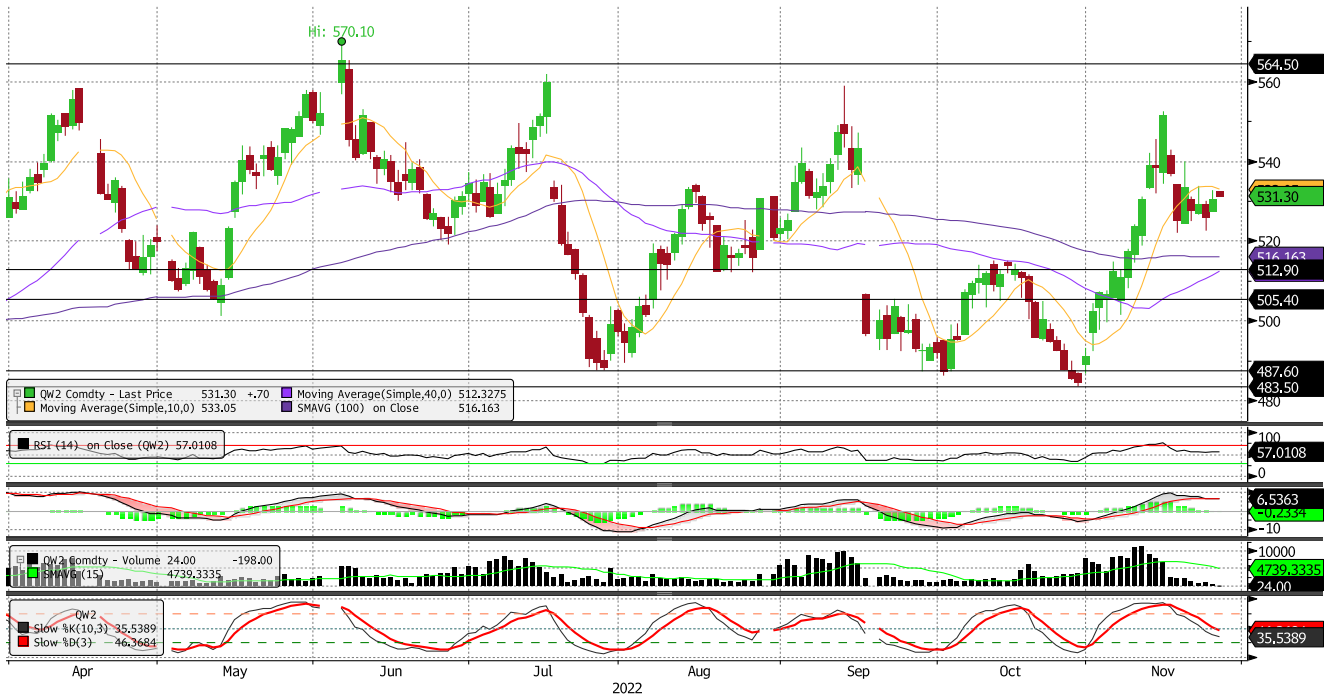 Hi: 570.10
564.50
560
540
531.30
520
516.163
512.90
505.40
500
487.60
483.50
480
QW2 Comdty - Last Price 531.30 +.70 Moving Average(Simple,40,0) 512.3275
Moving Average(Simple,10,0) 533.05 SMAVG (100) on Close 516.163
100
RSI (14) on Close (QW2) 57.0108
57.0108
0
6.5363
-0.2334
-10
QW2 Comdty - Volume 24.00 -198.00
SMAVG (15) 4739.3335
10000
4739.3335
24.00
QW2
Slow %K(10,3) 35.5389
Slow %D(3) 46.3684
35.5389
Apr May Jun Jul Aug Sep Oct Nov
2022